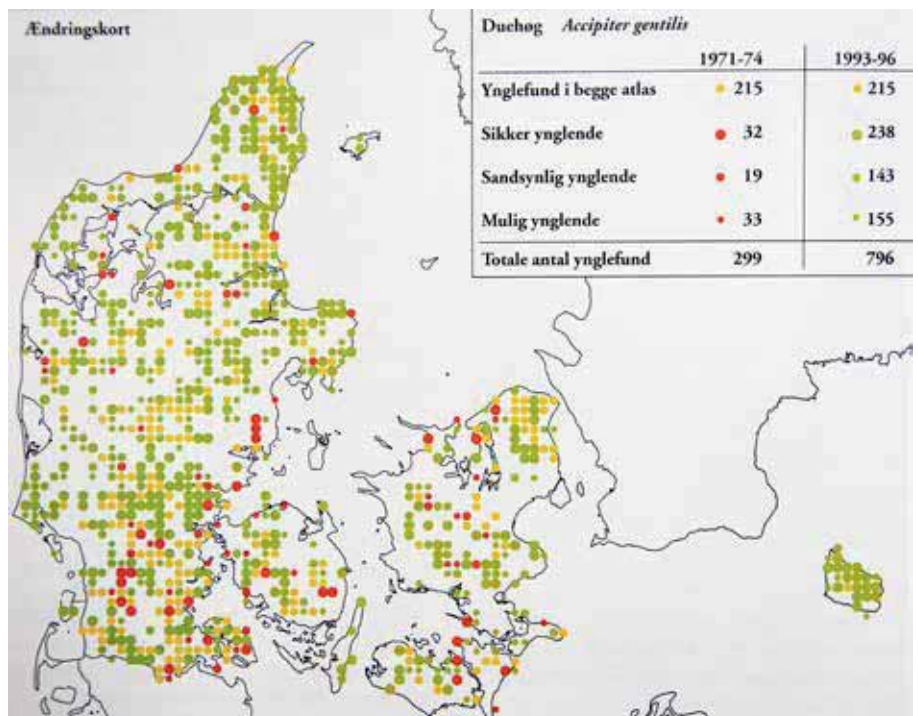 Ændringskort
Duehøg Accipiter gentilis
1971-74 1993-96
Ynglefund i begge atlas 215 215
Sikker ynglende 32 238
Sandsynlig ynglende 19 143
Mulig ynglende 33 155
Totale antal ynglefund 299 796